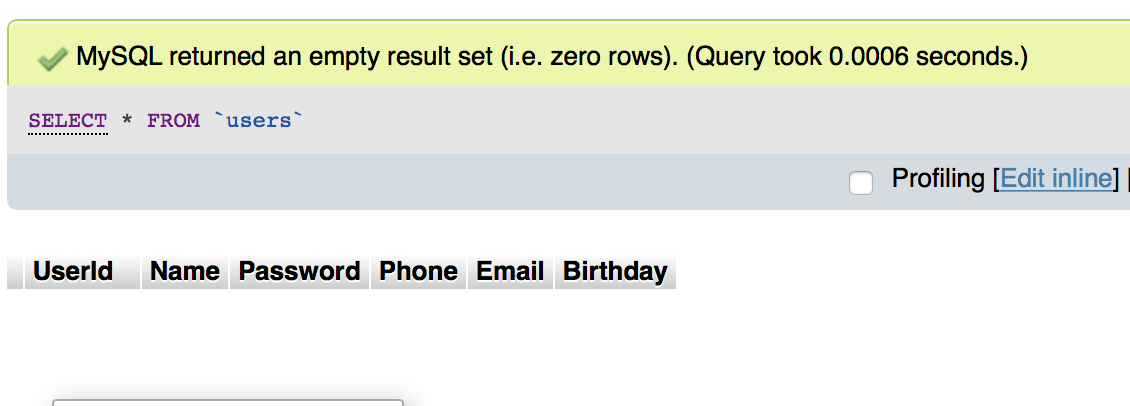 MySQL returned an empty result set (i.e. zero rows). (Query took 0.0006 seconds.)
SELECT * FROM `users`
Profiling [Edit inline] [
UserId Name Password Phone Email Birthday